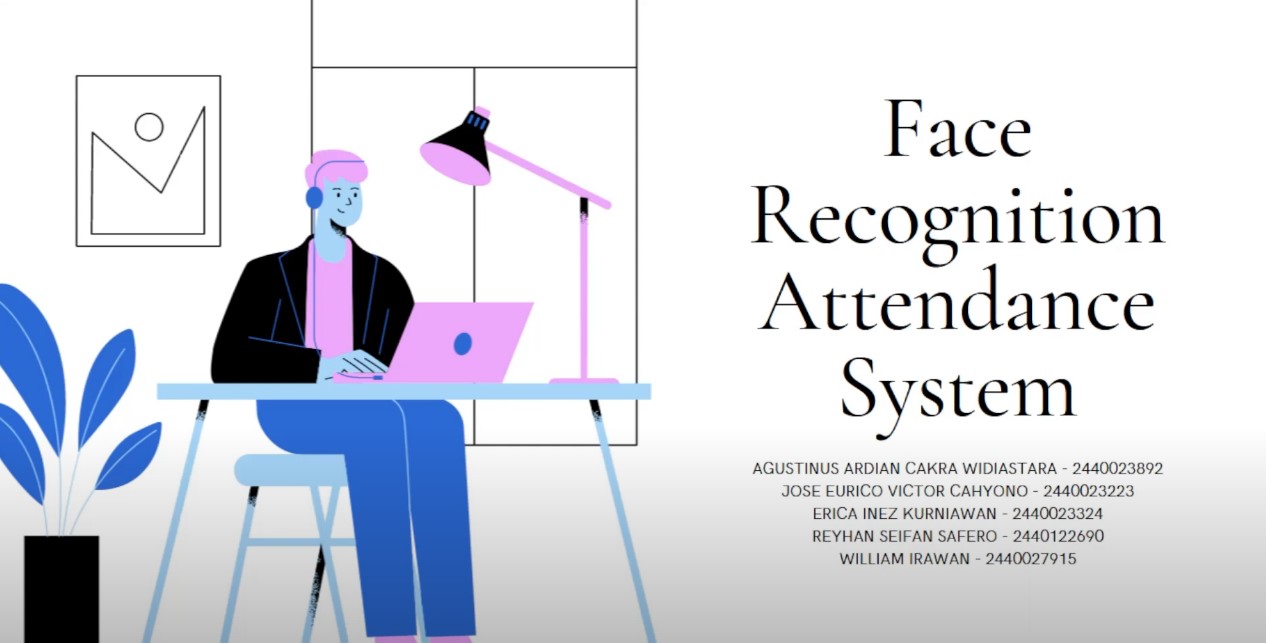 Face
Recognition
Attendance
System
AGUSTINUS ARDIAN CAKRA WIDIASTARA - 2440023892
JOSE EURICO VICTOR CAHYONO - 2440023223
ERICA INEZ KURNIAWAN - 2440023324
REYHAN SEIFAN SAFERO - 2440122690
WILLIAM IRAWAN - 2440027915